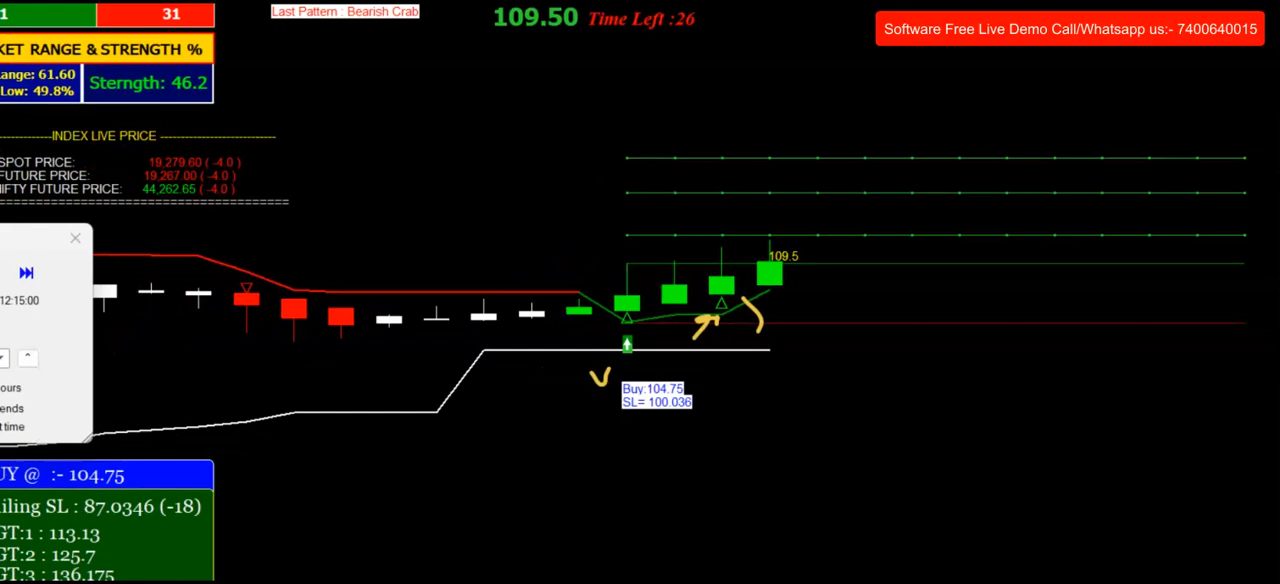 1
31
Last Pattern : Bearish Crab
109.50 Time Left :26
Software Free Live Demo Call/Whatsapp us:- 7400640015
KET RANGE & STRENGTH %
ange: 61.60
Low: 49.8%
Sterngth: 46.2
-------------INDEX LIVE PRICE ---------------------------
SPOT PRICE: 19,279.60 ( -4.0 )
FUTURE PRICE: 19,267.00 ( -4.0 )
NIFTY FUTURE PRICE: 44,262.65 ( -4.0 )
======================================
109.5
12:15:00
Buy:104.75
SL= 100.036
ours
ends
t time
UY @ :- 104.75
iling SL : 87.0346 (-18)
GT:1 : 113.13
GT:2 : 125.7
GT:3 : 136.175